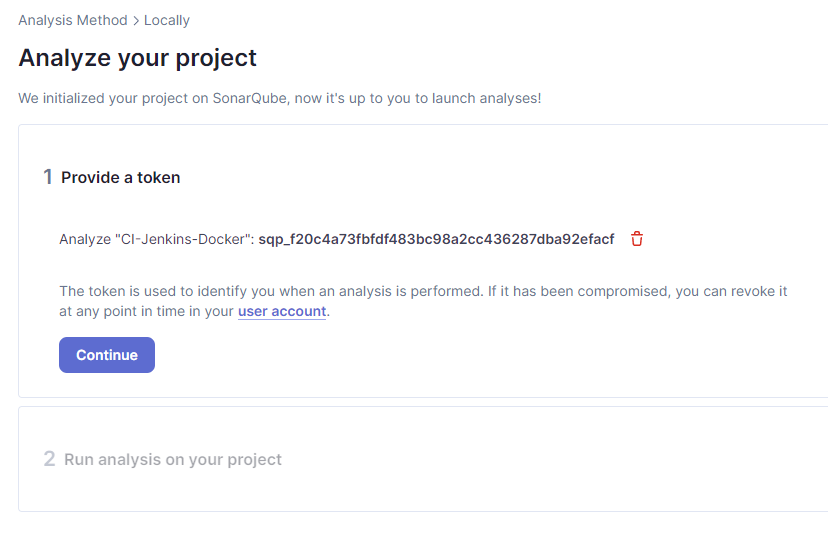 Analysis Method > Locally
Analyze your project
We initialized your project on SonarQube, now it's up to you to launch analyses!
1 Provide a token
Analyze "CI-Jenkins-Docker": sqp_f20c4a73fbfdf483bc98a2cc436287dba92efacf
The token is used to identify you when an analysis is performed. If it has been compromised, you can revoke it
at any point in time in your user account.
Continue
2 Run analysis on your project